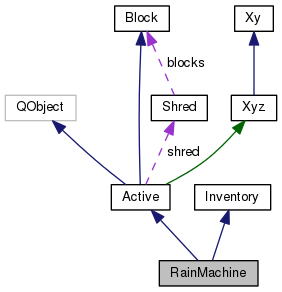 Block
Xy
blocks
QObject
Shred
Xyz
shred
Active
Inventory
RainMachine